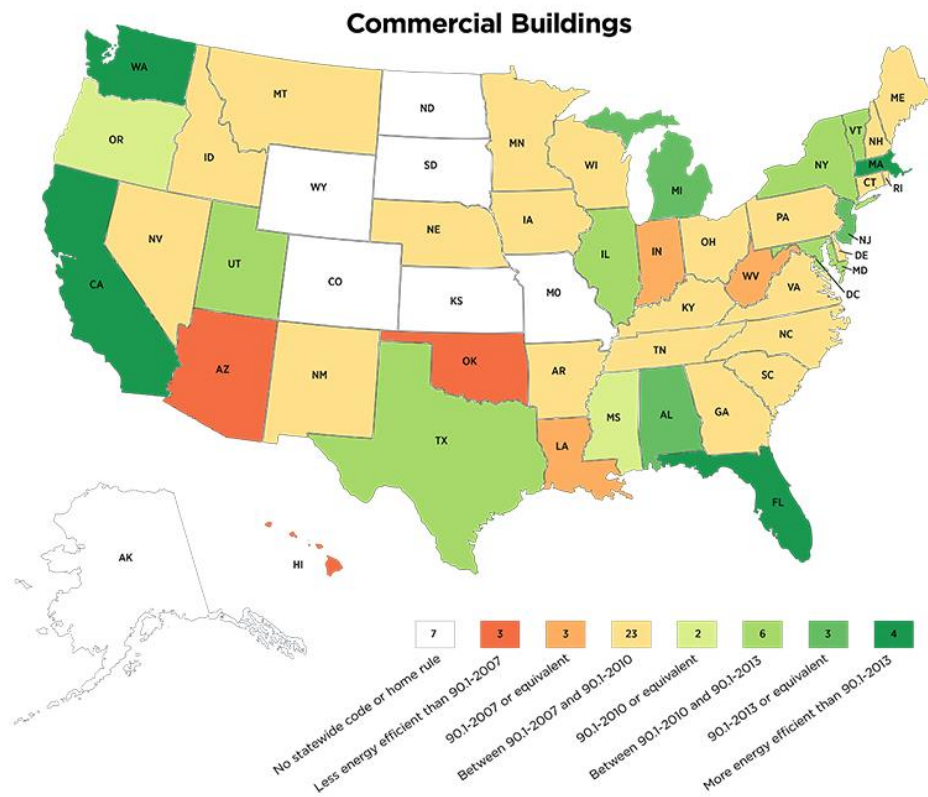 Commercial Buildings
WA
MT
ND
ME
OR
MN
VT
NH
ID
SD
WI
NY
MA
WY
MI
CT
RI
IA
PA
NV
NE
NJ
OH
UT
IL
IN
DE
MD
CO
WV
CA
MO
VA
DC
KS
KY
NC
TN
AZ
OK
NM
AR
SC
MS
AL
GA
TX
LA
FL
AK
HI
7
3
3
23
2
6
3
4
No statewide code or home rule
Less energy efficient than 90.1-2007
90.1-2007 or equivalent
Between 90.1-2007 and 90.1-2010
90.1-2010 or equivalent
Between 90.1-2010 and 90.1-2013
90.1-2013 or equivalent
More energy efficient than 90.1-2013